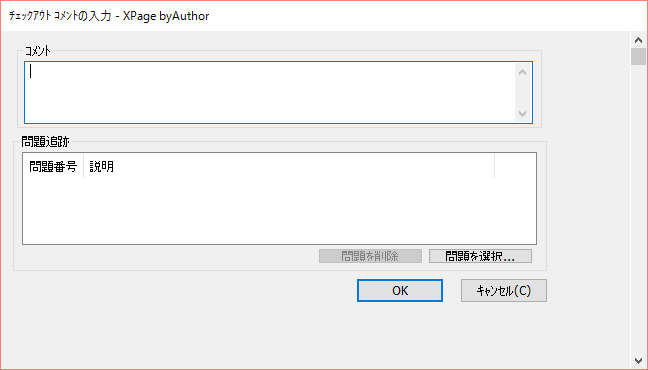 ﾁｪｯｸｱｳﾄ ｺﾒﾝﾄの入力 - XPage byAuthor
ｺﾒﾝﾄ
問題追跡
問題番号 説明
問題を削除 問題を選択...
OK ｷｬﾝｾﾙ(C)